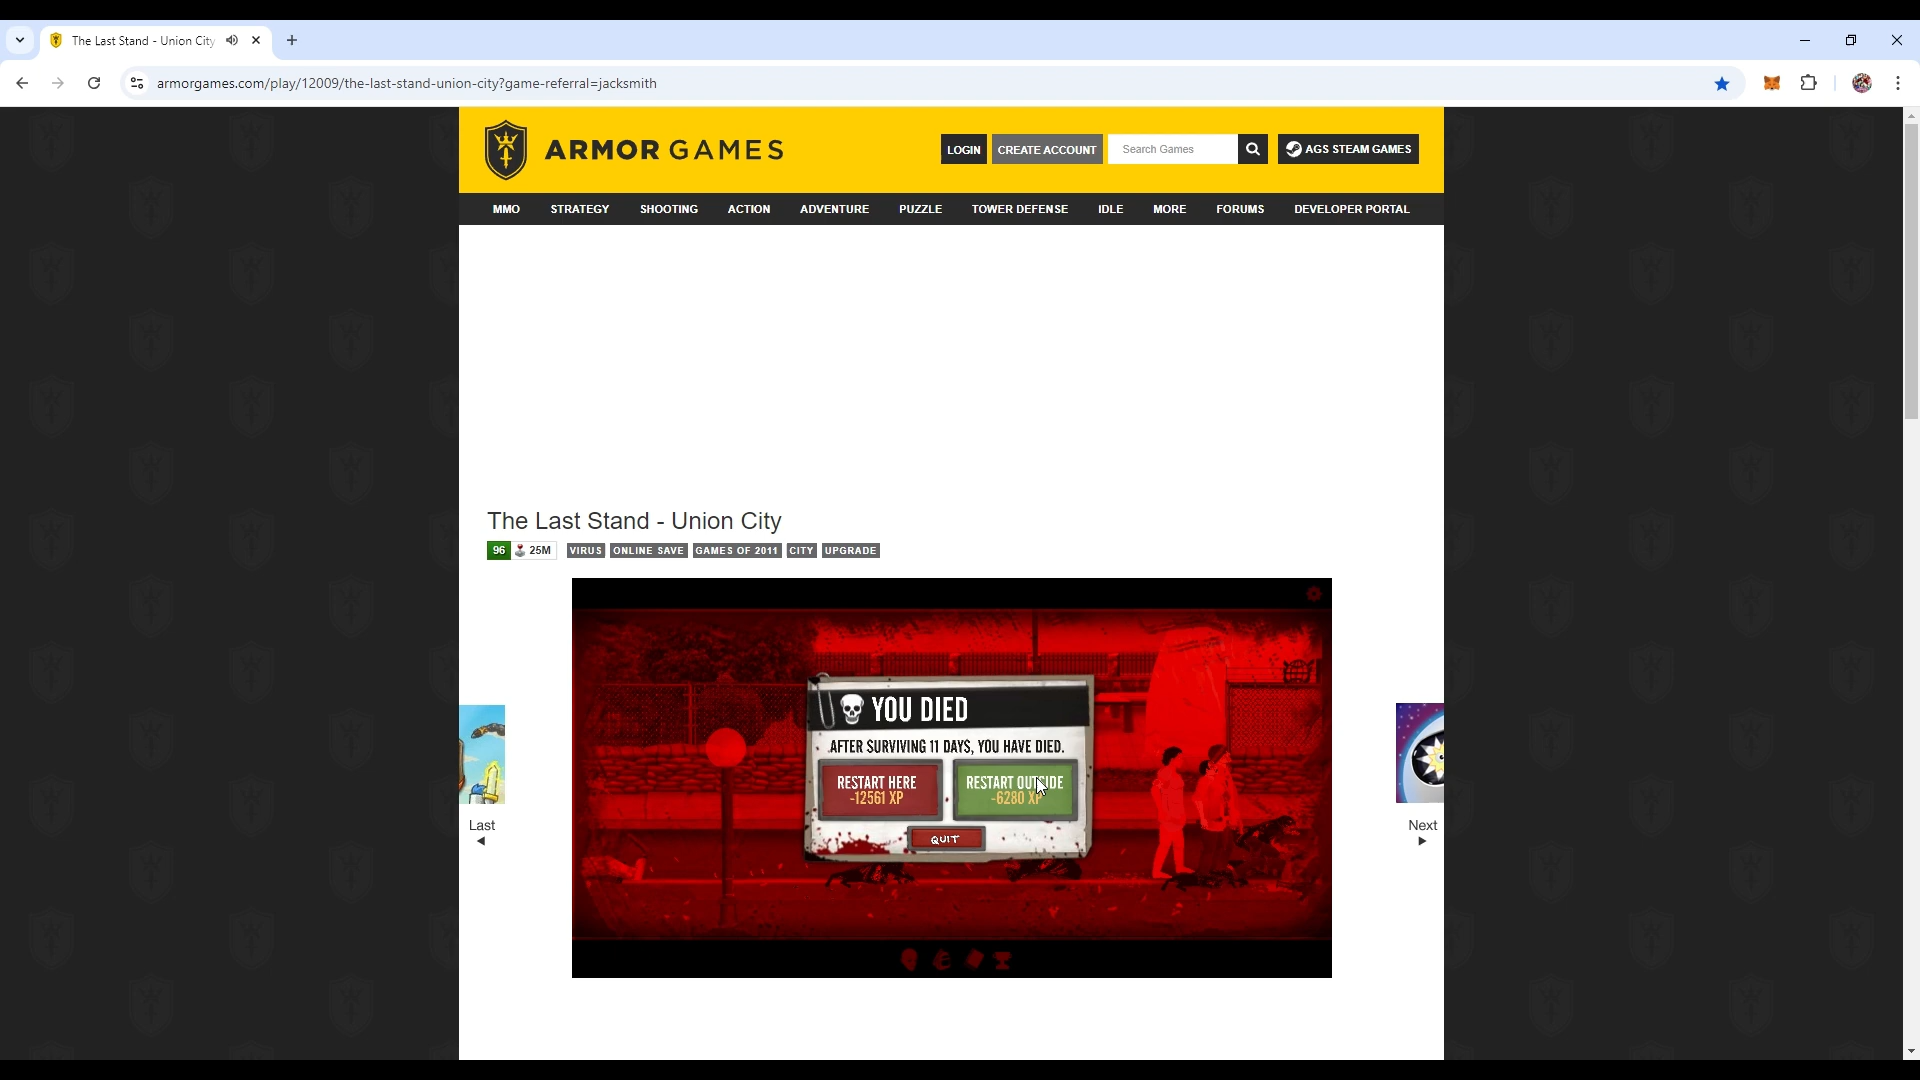 The Last Stand - Union City
armorgames.com/play/12009/the-last-stand-union-city?game-referral=jacksmith
ARMOR GAMES
LOGIN
CREATE ACCOUNT
Search Games
AGS STEAM GAMES
MMO
STRATEGY
SHOOTING
ACTION
ADVENTURE
PUZZLE
TOWER DEFENSE
IDLE
MORE
FORUMS
DEVELOPER PORTAL
The Last Stand - Union City
96 25M VIRUS ONLINE SAVE GAMES OF 2011 CITY UPGRADE
YOU DIED
AFTER SURVIVING 11 DAYS, YOU HAVE DIED.
RESTART HERE
-12561 XP
RESTART OUTSIDE
-6280 XP
QUIT
Last
Next